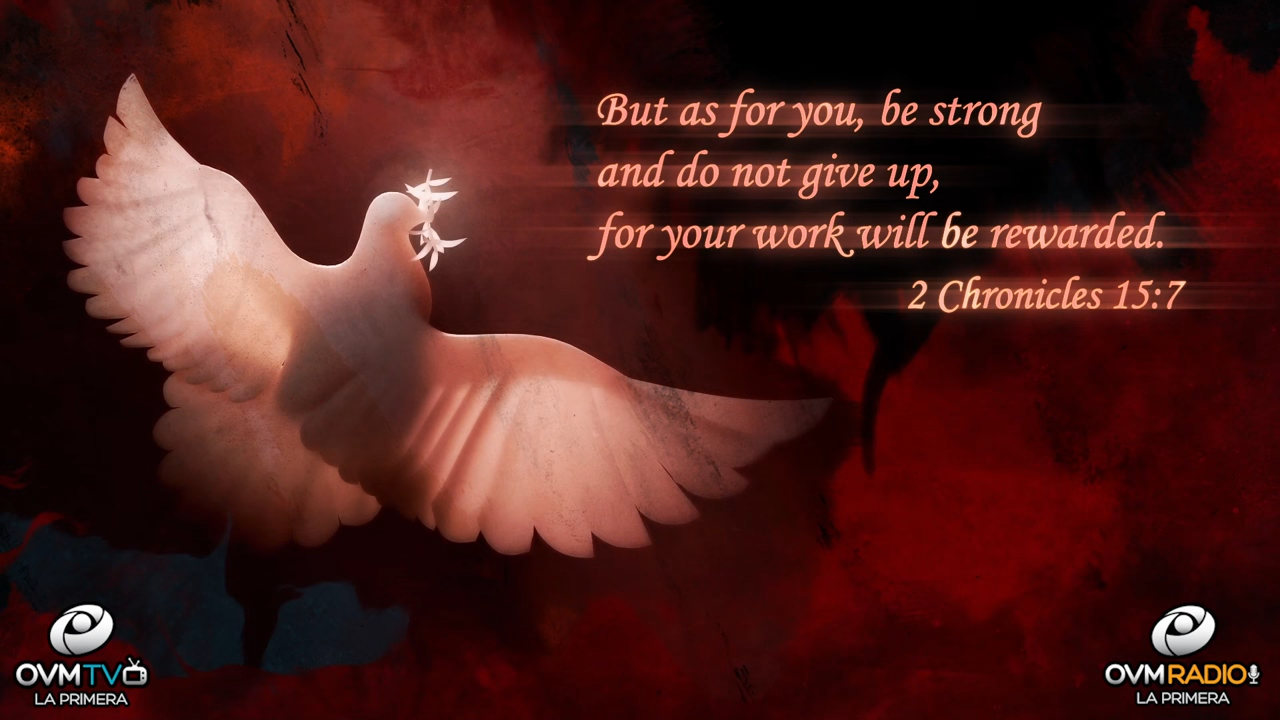 But as for you, be strong
and do not give up,
for your work will be rewarded.
2 Chronicles 15:7
OVMTV
LA PRIMERA
OVMRADIO
LA PRIMERA